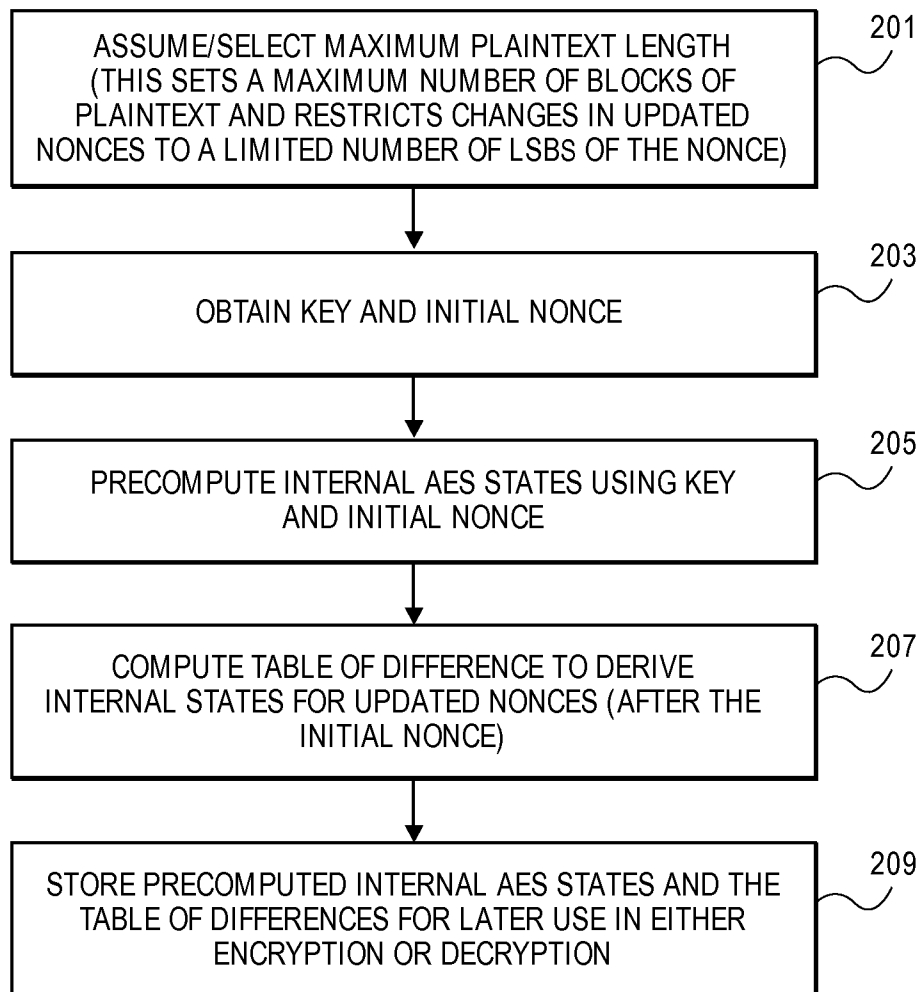 ASSUME/SELECT MAXIMUM PLAINTEXT LENGTH
(THIS SETS A MAXIMUM NUMBER OF BLOCKS OF
PLAINTEXT AND RESTRICTS CHANGES IN UPDATED
NONCES TO A LIMITED NUMBER OF LSBs OF THE NONCE)
201
OBTAIN KEY AND INITIAL NONCE
203
PRECOMPUTE INTERNAL AES STATES USING KEY
AND INITIAL NONCE
205
COMPUTE TABLE OF DIFFERENCE TO DERIVE
INTERNAL STATES FOR UPDATED NONCES (AFTER THE
INITIAL NONCE)
207
STORE PRECOMPUTED INTERNAL AES STATES AND THE
TABLE OF DIFFERENCES FOR LATER USE IN EITHER
ENCRYPTION OR DECRYPTION
209